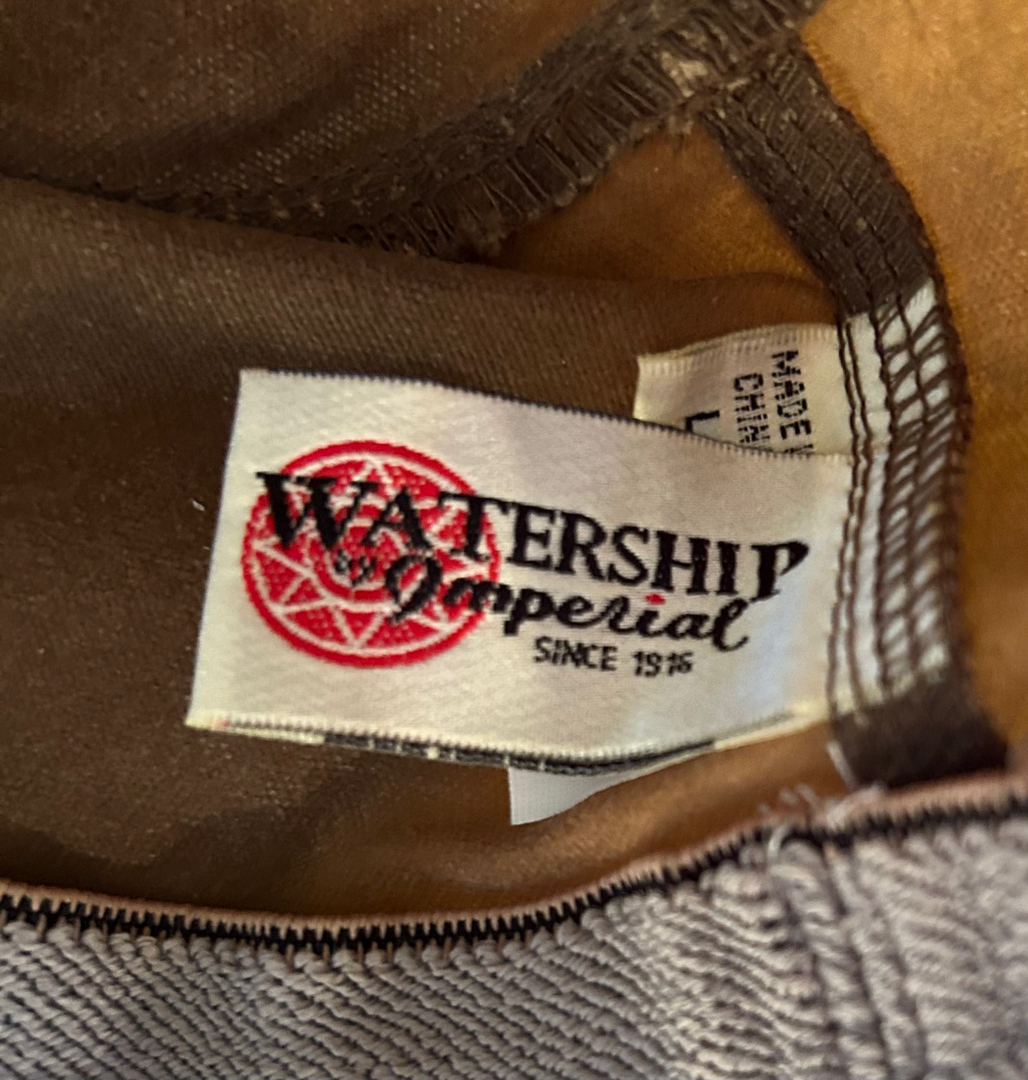 WATERSHIP
by Imperial
SINCE 1916
MADE
CHIN
L